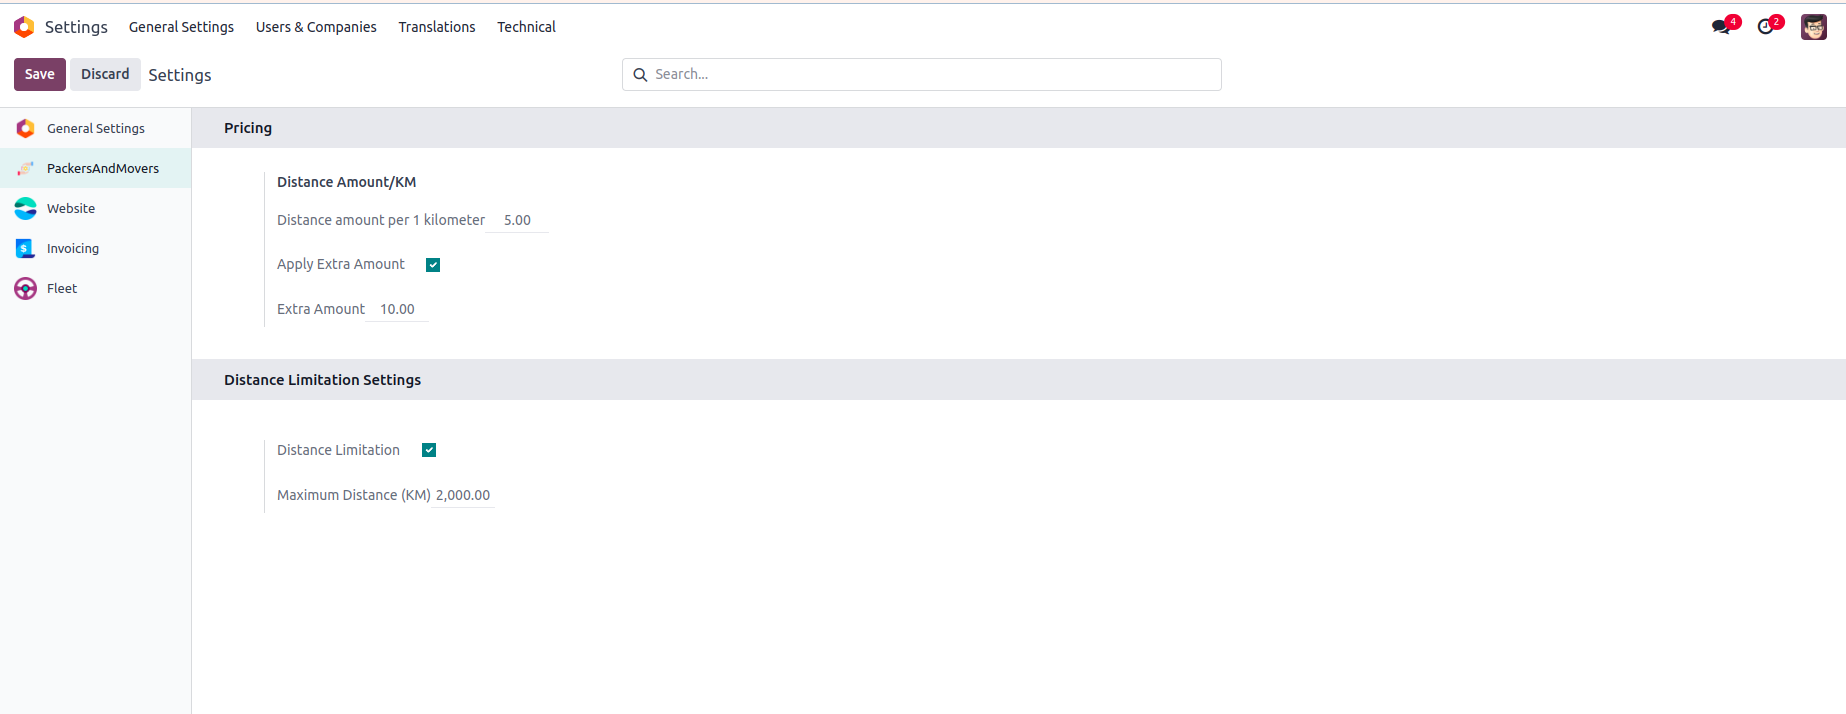 Settings General Settings Users & Companies Translations Technical 4 2
Save Discard Settings Search...
General Settings
PackersAndMovers
Website
Invoicing
Fleet
Pricing
Distance Amount/KM
Distance amount per 1 kilometer 5.00
Apply Extra Amount
Extra Amount 10.00
Distance Limitation Settings
Distance Limitation
Maximum Distance (KM) 2,000.00